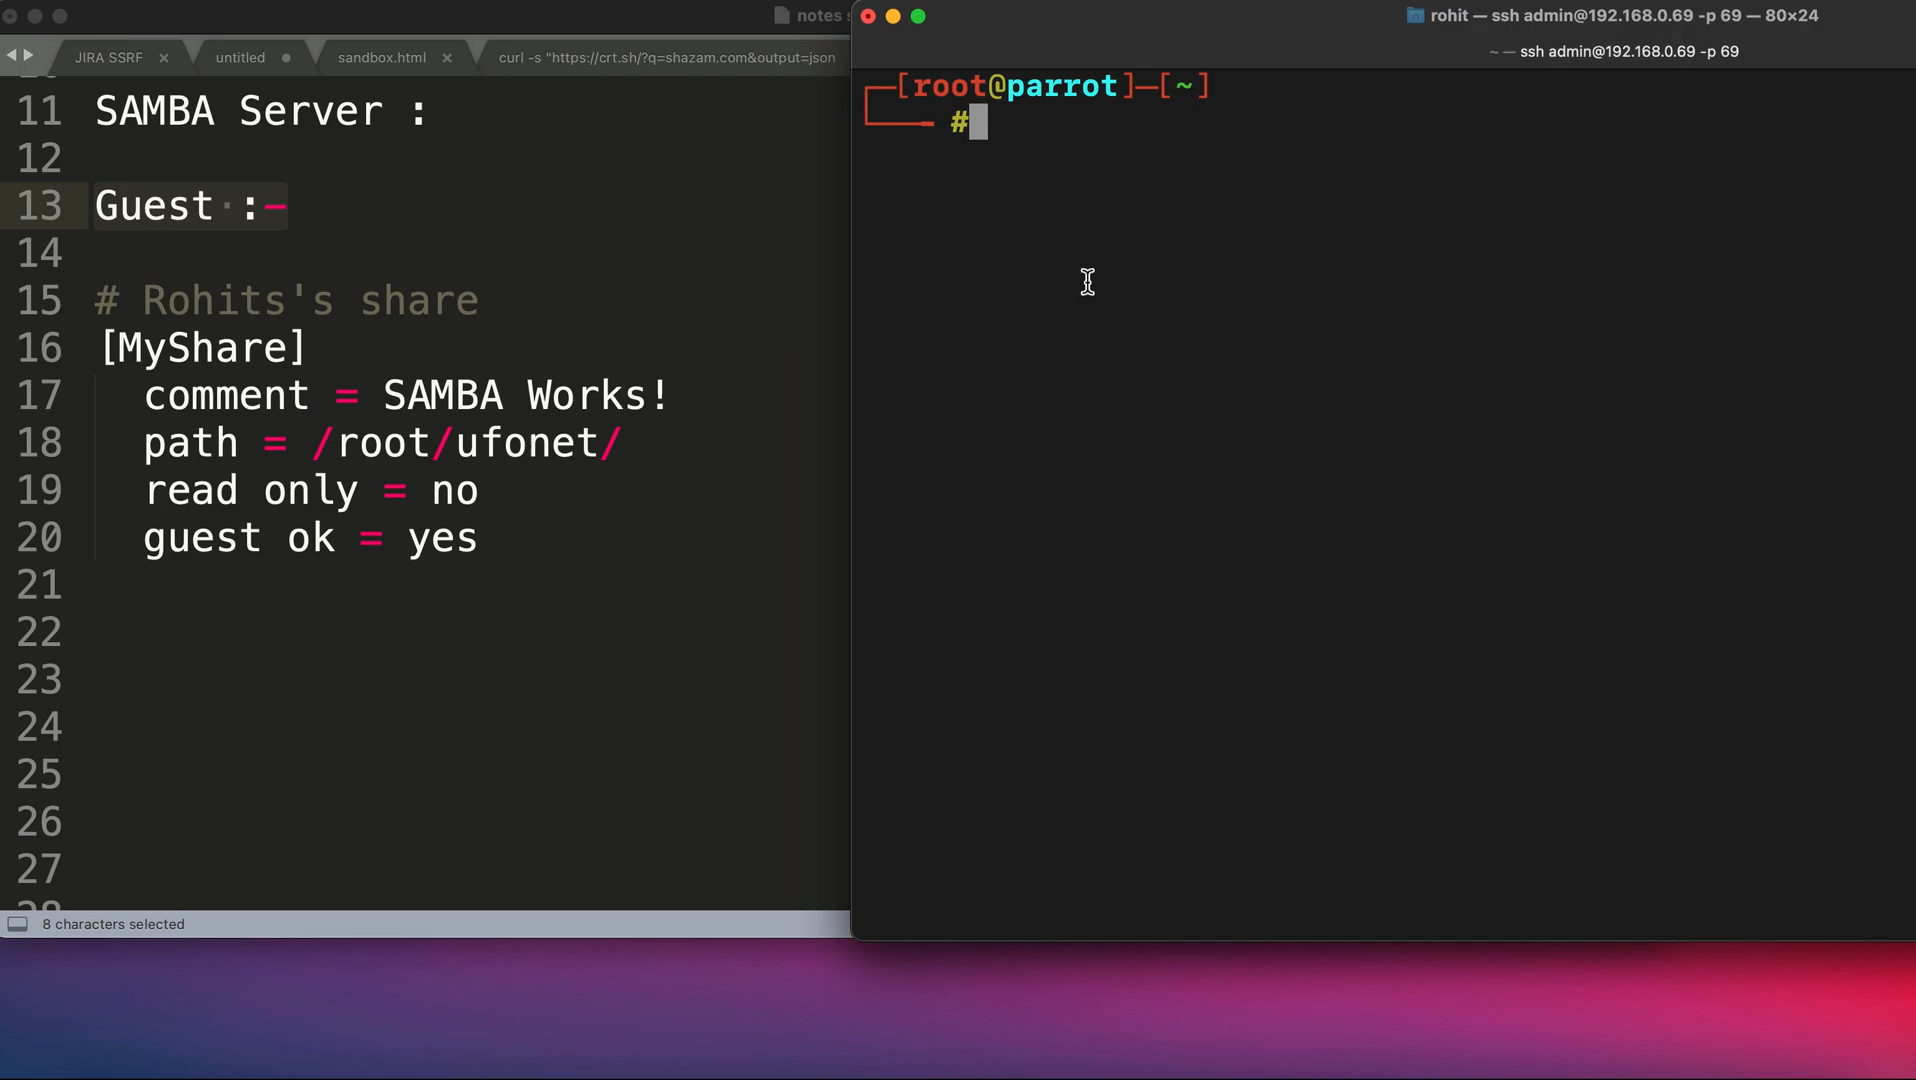 notes s
JIRA SSRF
untitled
sandbox.html
curl -s "https://crt.sh/?q=shazam.com&output=json
11 SAMBA Server :
12
13 Guest :-
14
15 # Rohits's share
16 [MyShare]
17 comment = SAMBA Works!
18 path = /root/ufonet/
19 read only = no
20 guest ok = yes
21
22
23
24
25
26
27
8 characters selected
rohit — ssh admin@192.168.0.69 -p 69 — 80×24
~ — ssh admin@192.168.0.69 -p 69
┌─[root@parrot]─[~]
└──╼ #